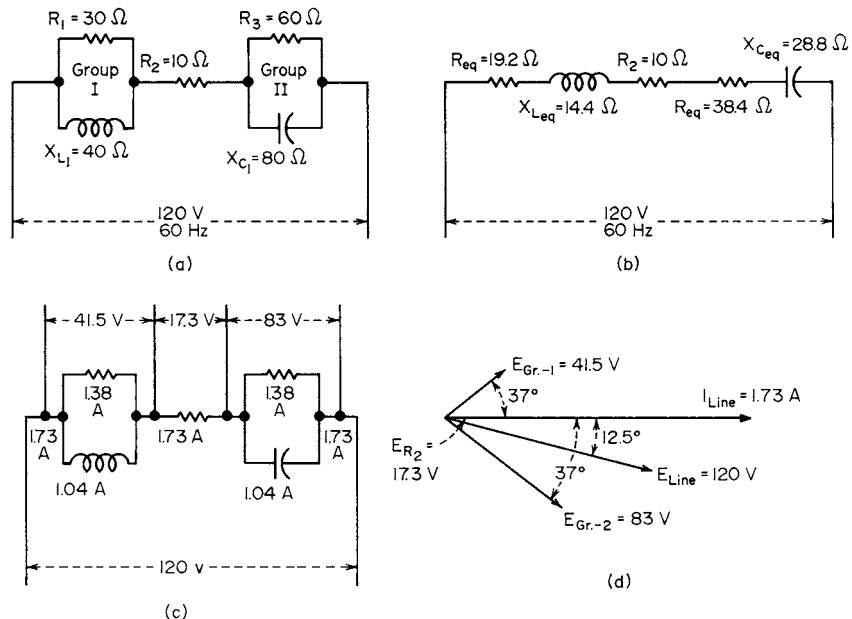 R1 = 30 Ω
R3 = 60 Ω
Group I
R2 = 10 Ω
Group II
XL1 = 40 Ω
XC1 = 80 Ω
120 V
60 Hz
(a)
XCeq = 28.8 Ω
Req = 19.2 Ω
R2 = 10 Ω
XLeq = 14.4 Ω
Req = 38.4 Ω
120 V
60 Hz
(b)
41.5 V
17.3 V
83 V
1.38 A
1.38 A
1.73 A
1.73 A
1.73 A
1.04 A
1.04 A
120 v
(c)
EGr.-1 = 41.5 V
37°
ILine = 1.73 A
12.5°
ER2 =
17.3 V
37°
ELine = 120 V
EGr.-2 = 83 V
(d)